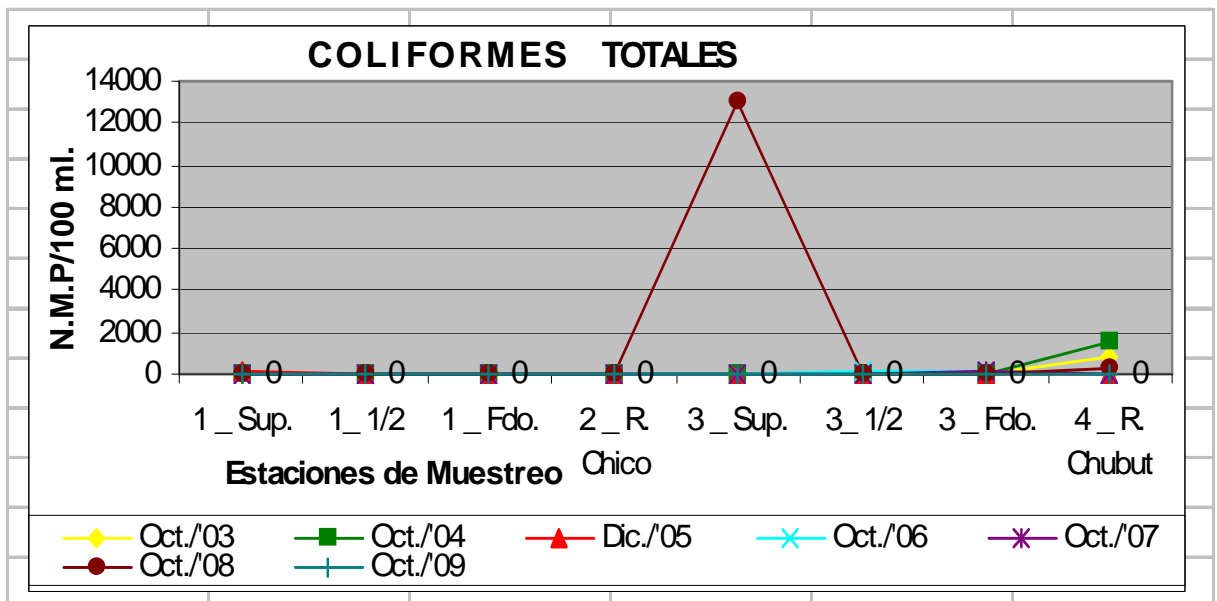 COLIFORMES TOTALES
N.M.P/100 ml.
14000
12000
10000
8000
6000
4000
2000
0
0 0 0 0 0 0 0 0
1 _ Sup. 1_ 1/2 1 _ Fdo. 2 _ R. 3 _ Sup. 3_ 1/2 3 _ Fdo. 4 _ R.
Chico Chubut
Estaciones de Muestreo
Oct./'03 Oct./'04 Dic./'05 Oct./'06 Oct./'07
Oct./'08 Oct./'09